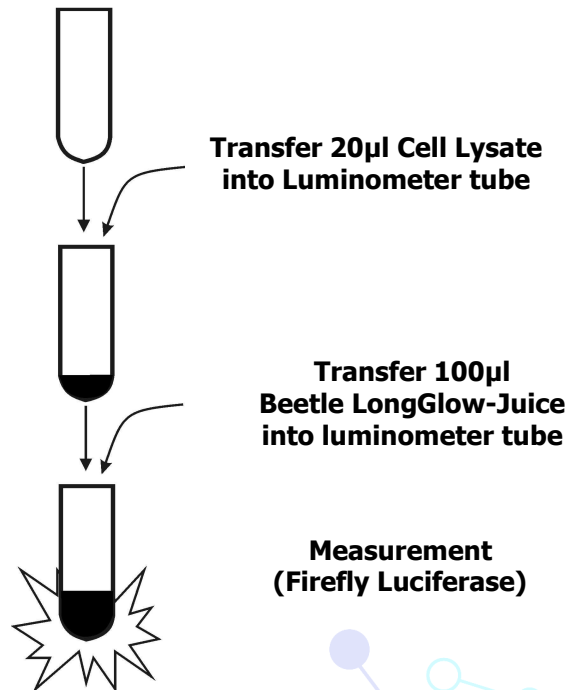 Transfer 20µl Cell Lysate
into Luminometer tube
Transfer 100µl
Beetle LongGlow-Juice
into luminometer tube
Measurement
(Firefly Luciferase)